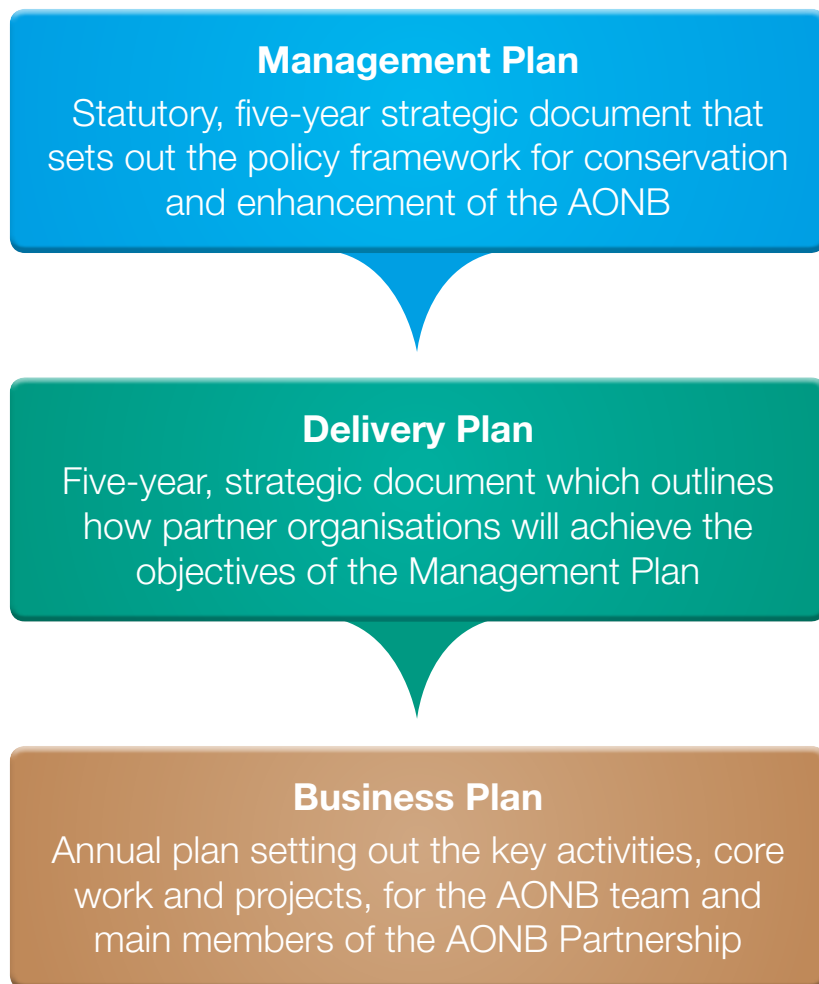 Management Plan
Statutory, five-year strategic document that
sets out the policy framework for conservation
and enhancement of the AONB
Delivery Plan
Five-year, strategic document which outlines
how partner organisations will achieve the
objectives of the Management Plan
Business Plan
Annual plan setting out the key activities, core
work and projects, for the AONB team and
main members of the AONB Partnership